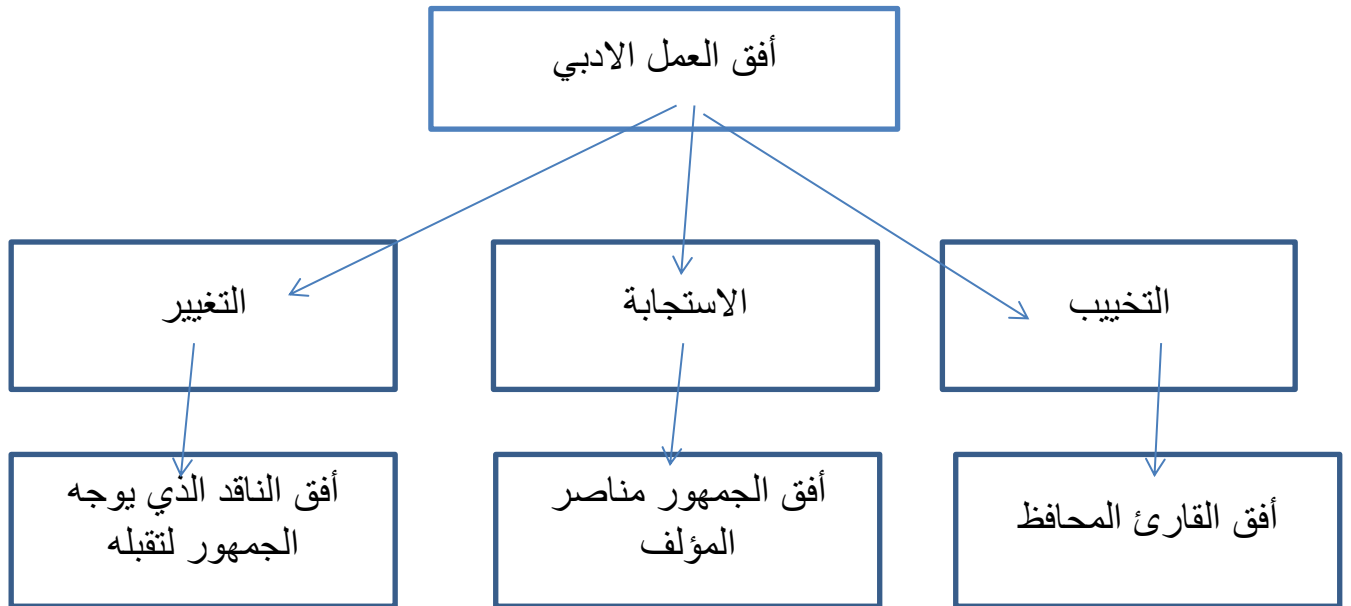 أفق العمل الادبي
التخييب
الاستجابة
التغيير
أفق القارئ المحافظ
أفق الجمهور مناصر
المؤلف
أفق الناقد الذي يوجه
الجمهور لتقبله